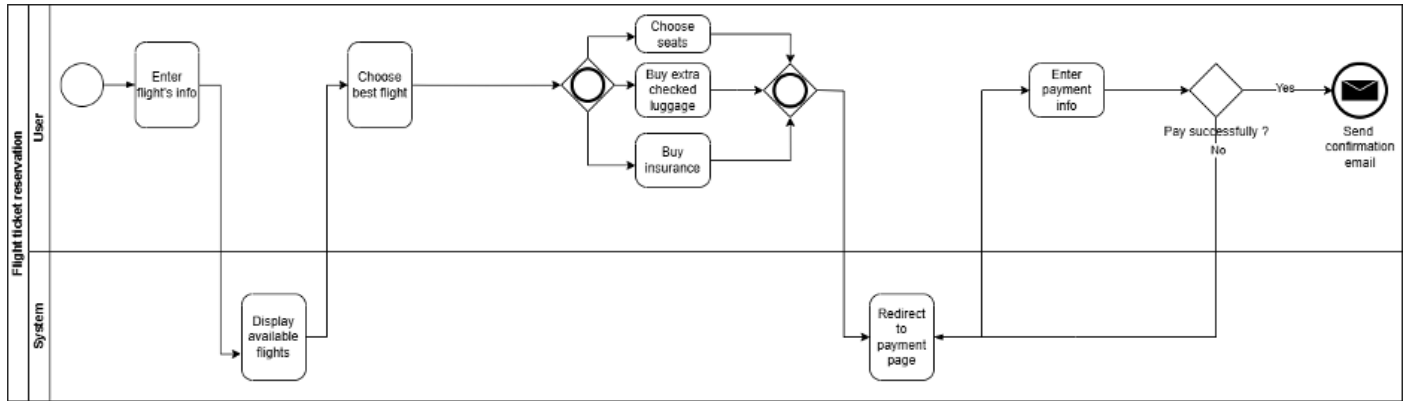 Flight ticket reservation
User
Enter
flight's info
Choose
best flight
Choose
seats
Buy extra
checked
luggage
Buy
insurance
Enter
payment
info
Pay successfully ?
Yes
No
Send
confirmation
email
System
Display
available
flights
Redirect
to
payment
page